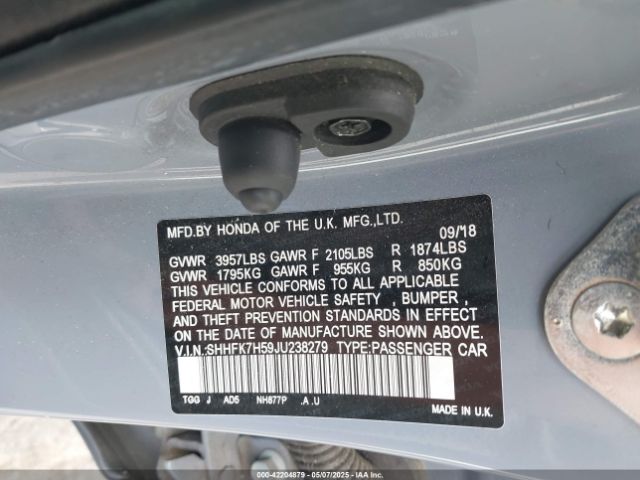 MFD.BY HONDA OF THE U.K. MFG.,LTD.
09/'18
GVWR 3957LBS GAWR F 2105LBS R 1874LBS
GVWR 1795KG GAWR F 955KG R 850KG
THIS VEHICLE CONFORMS TO ALL APPLICABLE
FEDERAL MOTOR VEHICLE SAFETY , BUMPER ,
AND THEFT PREVENTION STANDARDS IN EFFECT
ON THE DATE OF MANUFACTURE SHOWN ABOVE.
V.I.N.:SHHFK7H59JU238279 TYPE:PASSENGER CAR
TGG J AD5 NH877P .A .U MADE IN U.K.
000-42204879 | 05/07/2025 | IAA, Inc.